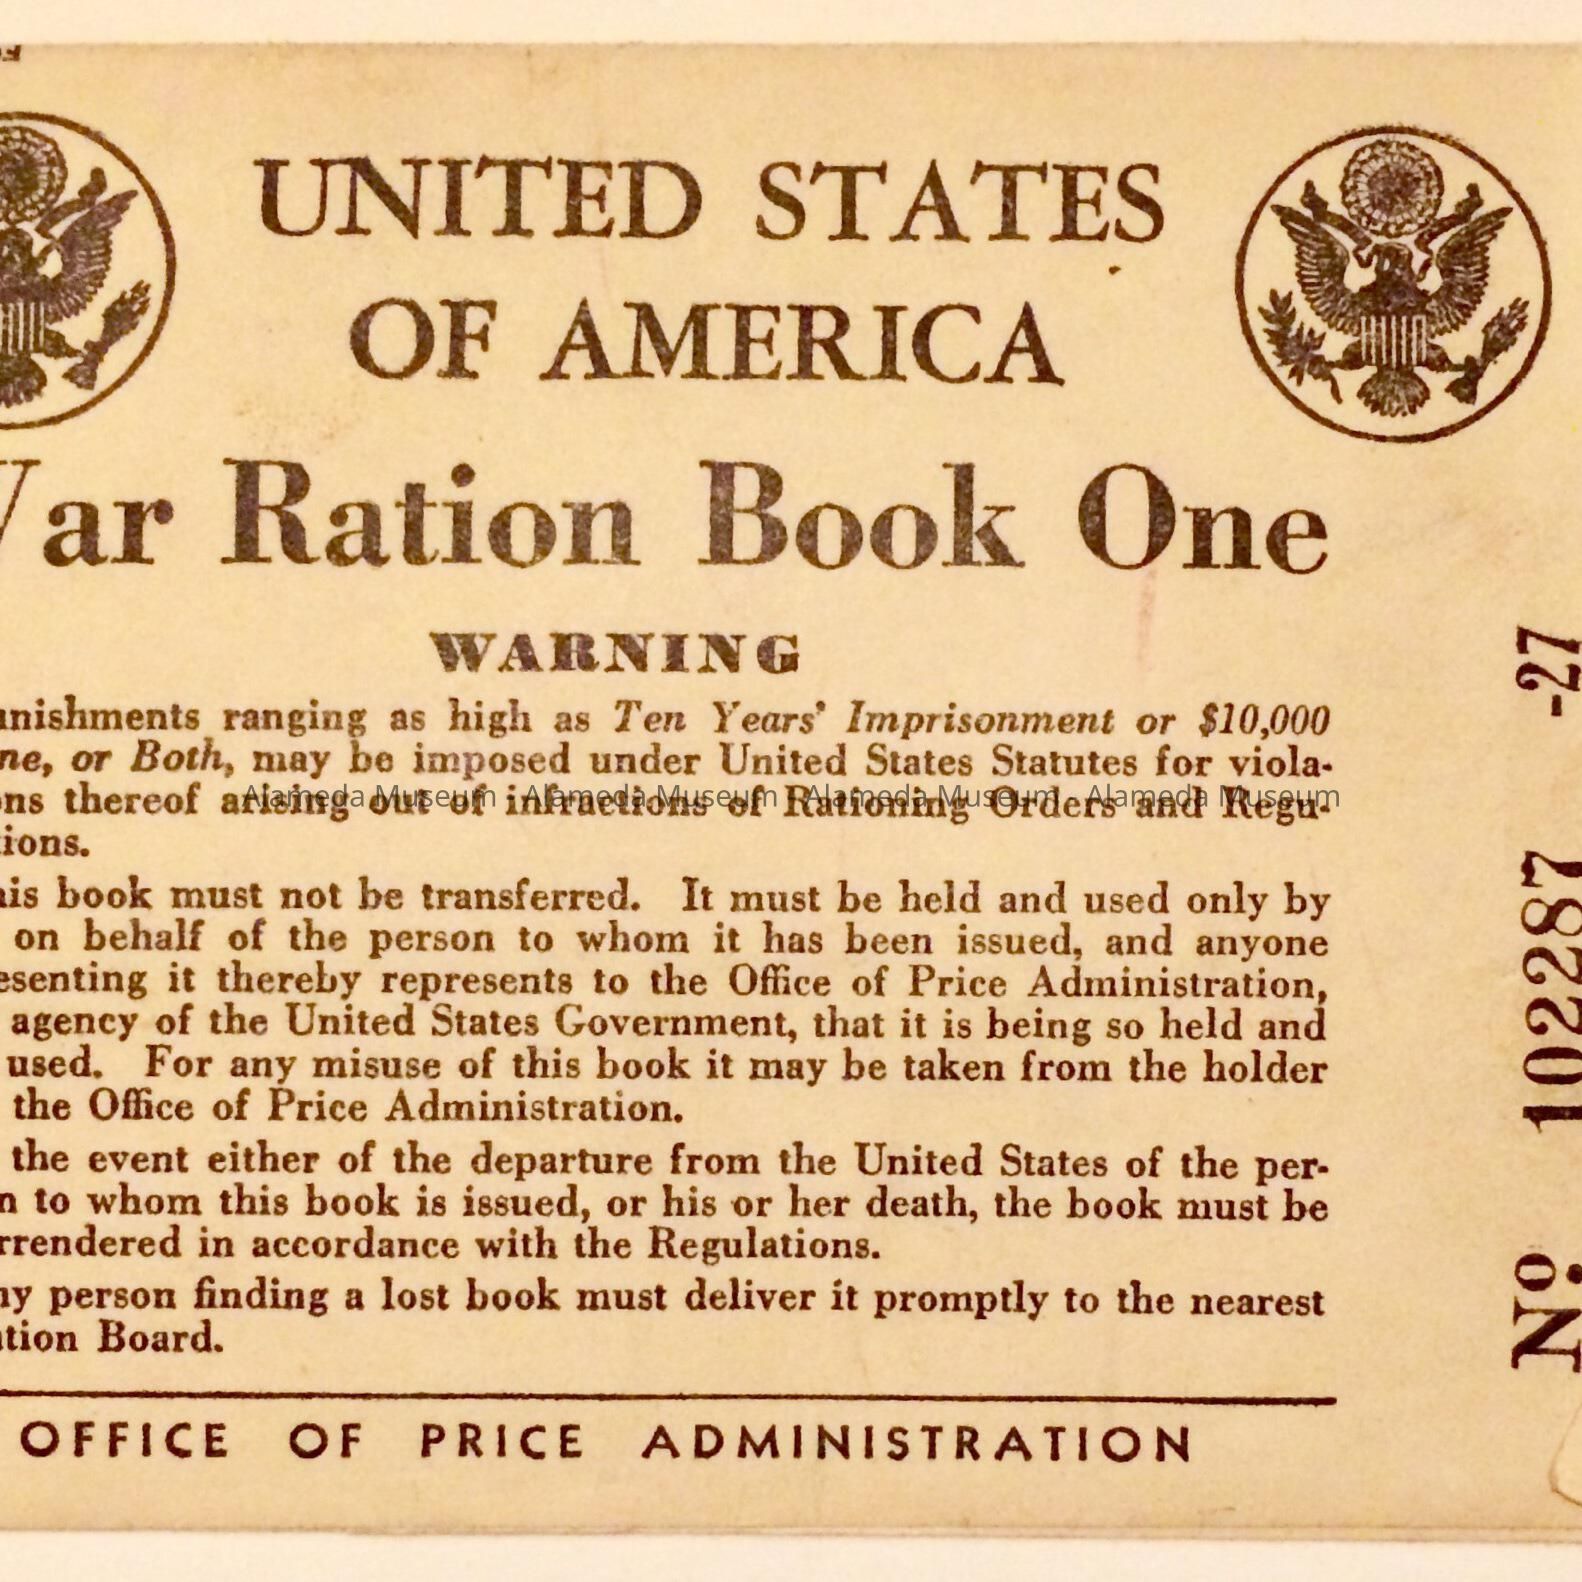 UNITED STATES
OF AMERICA
War Ration Book One
WARNING
unishments ranging as high as Ten Years' Imprisonment or $10,000
ne, or Both, may be imposed under United States Statutes for viola-
ons thereof arising out of infractions of Rationing Orders and Regu-
tions.
his book must not be transferred. It must be held and used only by
on behalf of the person to whom it has been issued, and anyone
esenting it thereby represents to the Office of Price Administration,
agency of the United States Government, that it is being so held and
used. For any misuse of this book it may be taken from the holder
the Office of Price Administration.
the event either of the departure from the United States of the per-
n to whom this book is issued, or his or her death, the book must be
rrendered in accordance with the Regulations.
ny person finding a lost book must deliver it promptly to the nearest
ation Board.
OFFICE OF PRICE ADMINISTRATION
No. 102287 -27
Alameda Museum - Alameda Museum - Alameda Museum - Alameda Museum